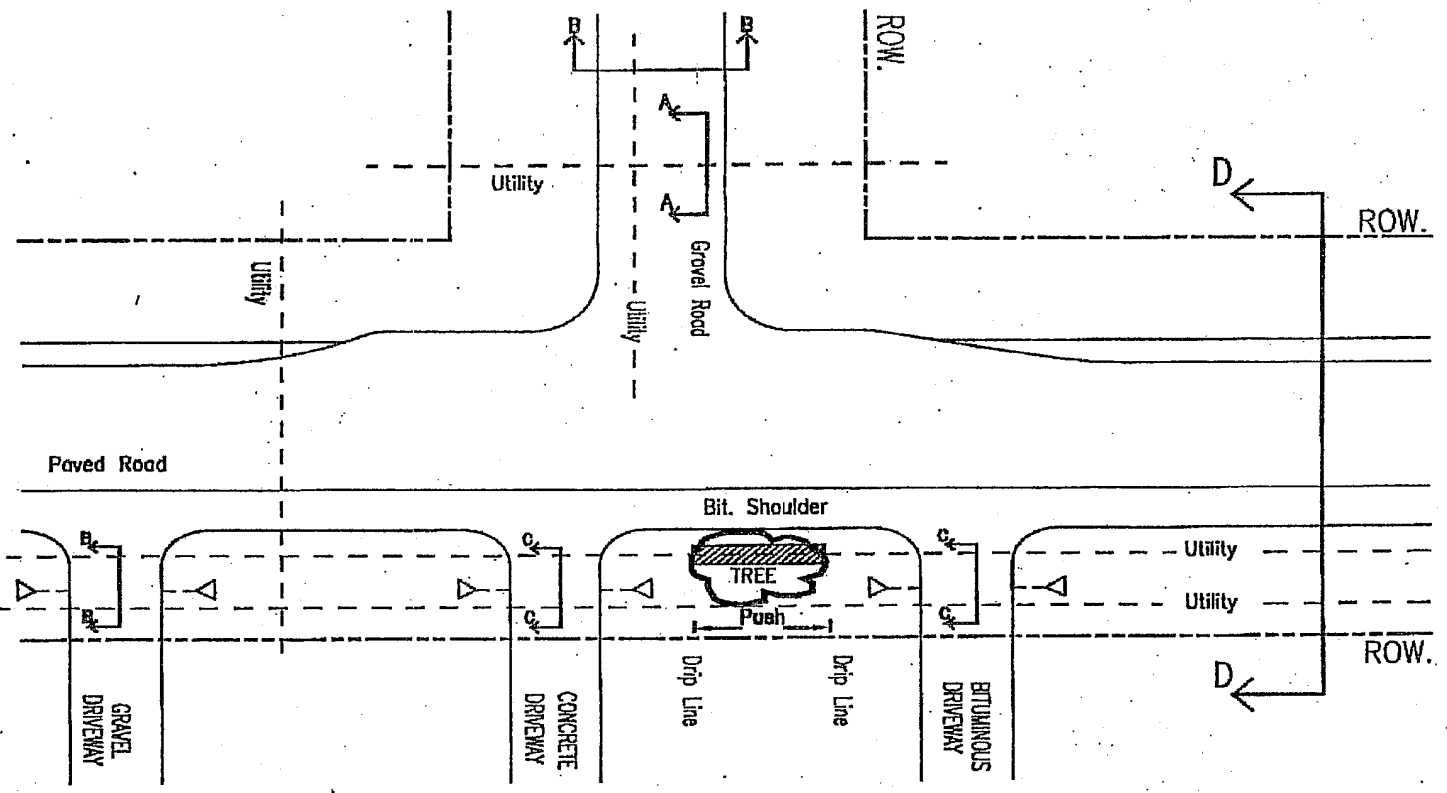 B B
ROW.
A
Utility
A
D
ROW.
Utility
Utility
Gravel Road
Paved Road
Bit. Shoulder
B
C
C
Utility
TREE
Utility
B
C
Push
C
ROW.
D
GRAVEL
DRIVEWAY
CONCRETE
DRIVEWAY
Drip Line
Drip Line
BITUMINOUS
DRIVEWAY